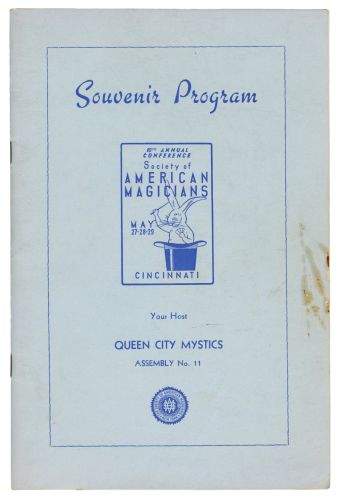 Souvenir Program
ANNUAL
CONFERENCE
Society of
AMERICAN
MAGICIANS
MAY
27-28-29
CINCINNATI
Your Host
QUEEN CITY MYSTICS
ASSEMBLY No. 11